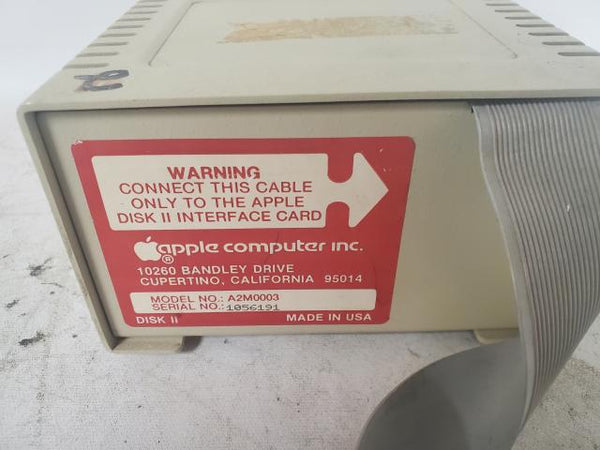 WARNING
CONNECT THIS CABLE
ONLY TO THE APPLE
DISK II INTERFACE CARD
apple computer inc.
®
10260 BANDLEY DRIVE
CUPERTINO, CALIFORNIA 95014
MODEL NO.: A2M0003
SERIAL NO.: 1056191
DISK II MADE IN USA